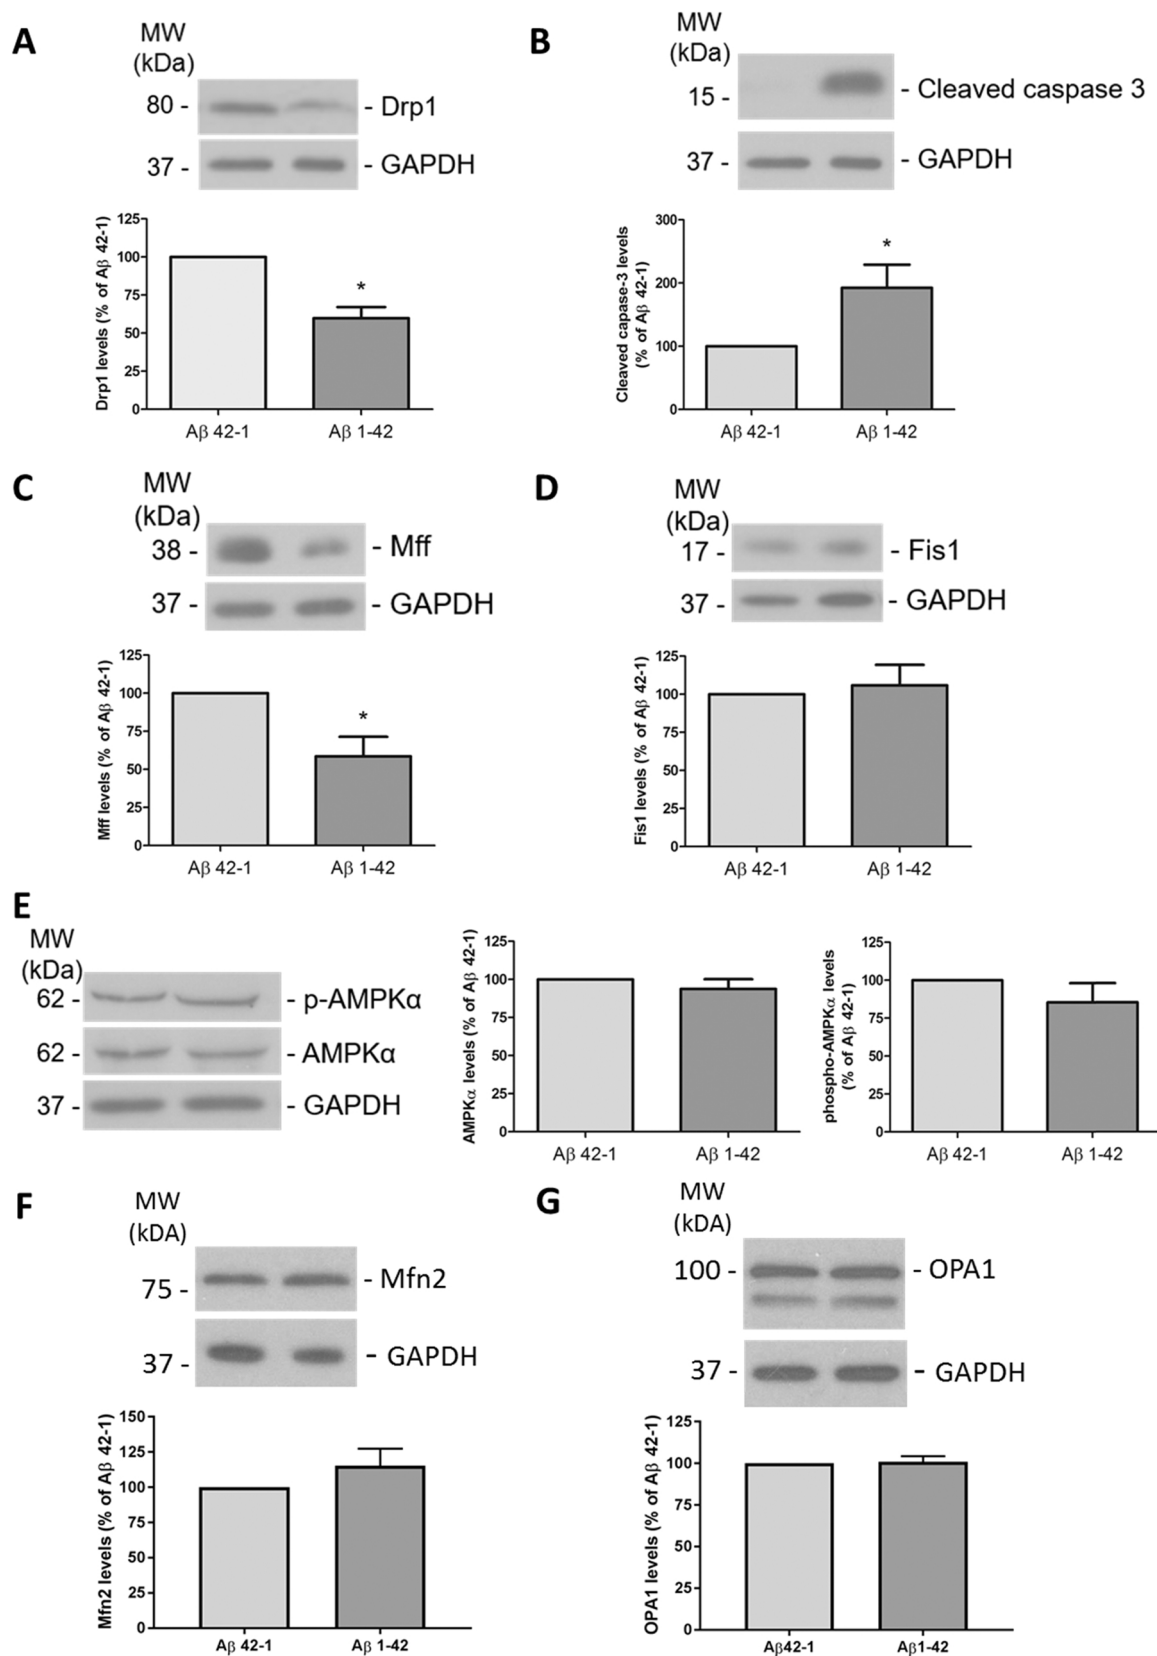 A
MW
(kDa)
80 -
- Drp1
37 -
- GAPDH
Drp1 levels (% of Aβ 42-1)
125
100
75
50
25
0
*
Aβ 42-1
Aβ 1-42
B
MW
(kDa)
15 -
- Cleaved caspase 3
37 -
- GAPDH
Cleaved capase-3 levels
(% of Aβ 42-1)
300
200
100
0
*
Aβ 42-1
Aβ 1-42
C
MW
(kDa)
38 -
- Mff
37 -
- GAPDH
Mff levels (% of Aβ 42-1)
125
100
75
50
25
0
*
Aβ 42-1
Aβ 1-42
D
MW
(kDa)
17 -
- Fis1
37 -
- GAPDH
Fis1 levels (% of Aβ 42-1)
125
100
75
50
25
0
Aβ 42-1
Aβ 1-42
E
MW
(kDa)
62 -
- p-AMPKα
62 -
- AMPKα
37 -
- GAPDH
AMPKα levels (% of Aβ 42-1)
125
100
75
50
25
0
Aβ 42-1
Aβ 1-42
phospho-AMPKα levels
(% of Aβ 42-1)
125
100
75
50
25
0
Aβ 42-1
Aβ 1-42
F
MW
(kDA)
75 -
- Mfn2
37 -
- GAPDH
Mfn2 levels (% of Aβ 42-1)
150
125
100
75
50
25
0
Aβ 42-1
Aβ 1-42
G
MW
(kDA)
100 -
- OPA1
37 -
- GAPDH
OPA1 levels (% of Aβ 42-1)
125
100
75
50
25
0
Aβ42-1
Aβ1-42